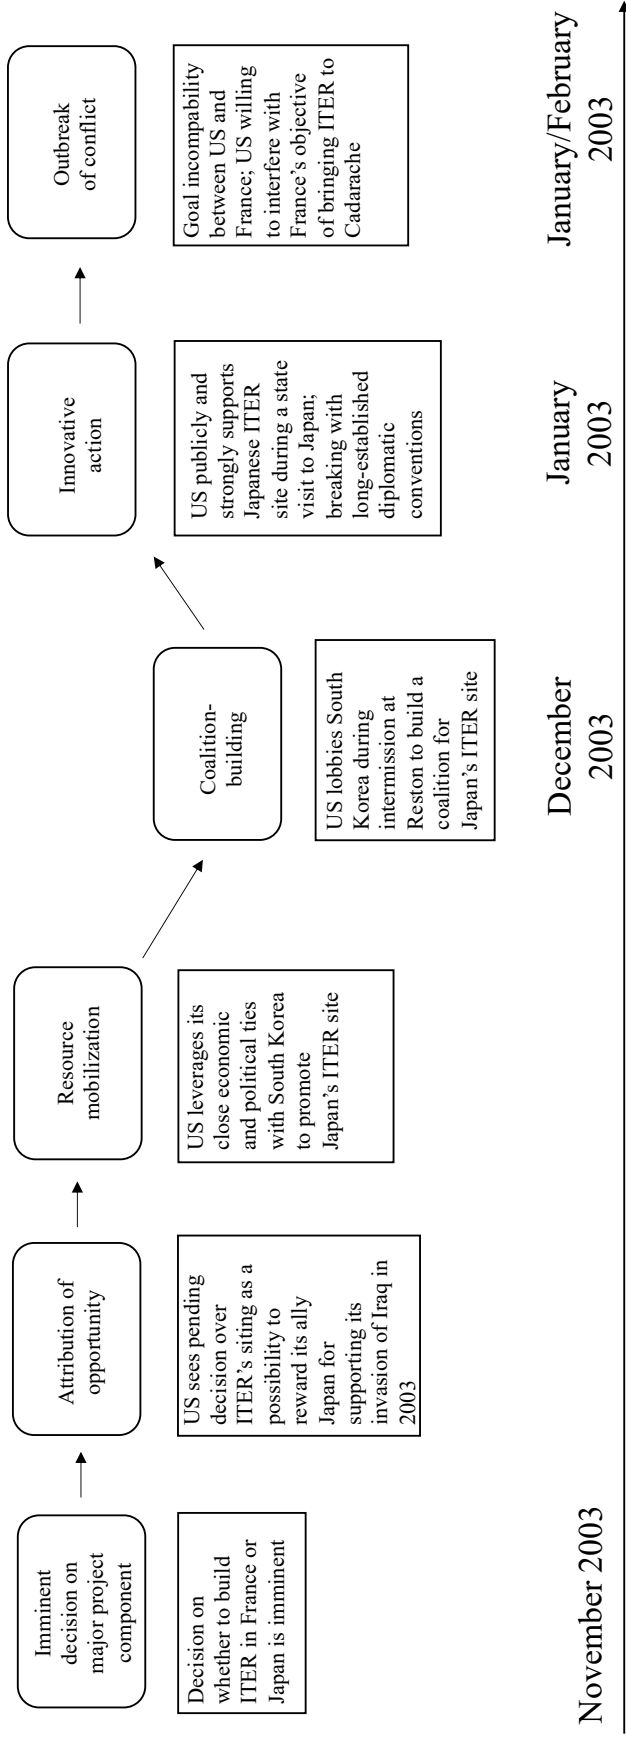 Imminent
decision on
major project
component
Attribution of
opportunity
Resource
mobilization
Coalition-
building
Innovative
action
Outbreak
of conflict
Decision on
whether to build
ITER in France or
Japan is imminent
US sees pending
decision over
ITER’s siting as a
possibility to
reward its ally
Japan for
supporting its
invasion of Iraq in
2003
US leverages its
close economic
and political ties
with South Korea
to promote
Japan’s ITER site
US lobbies South
Korea during
intermission at
Reston to build a
coalition for
Japan’s ITER site
US publicly and
strongly supports
Japanese ITER
site during a state
visit to Japan;
breaking with
long-established
diplomatic
conventions
Goal incompability
between US and
France; US willing
to interfere with
France’s objective
of bringing ITER to
Cadarache
November 2003
December
2003
January
2003
January/February
2003